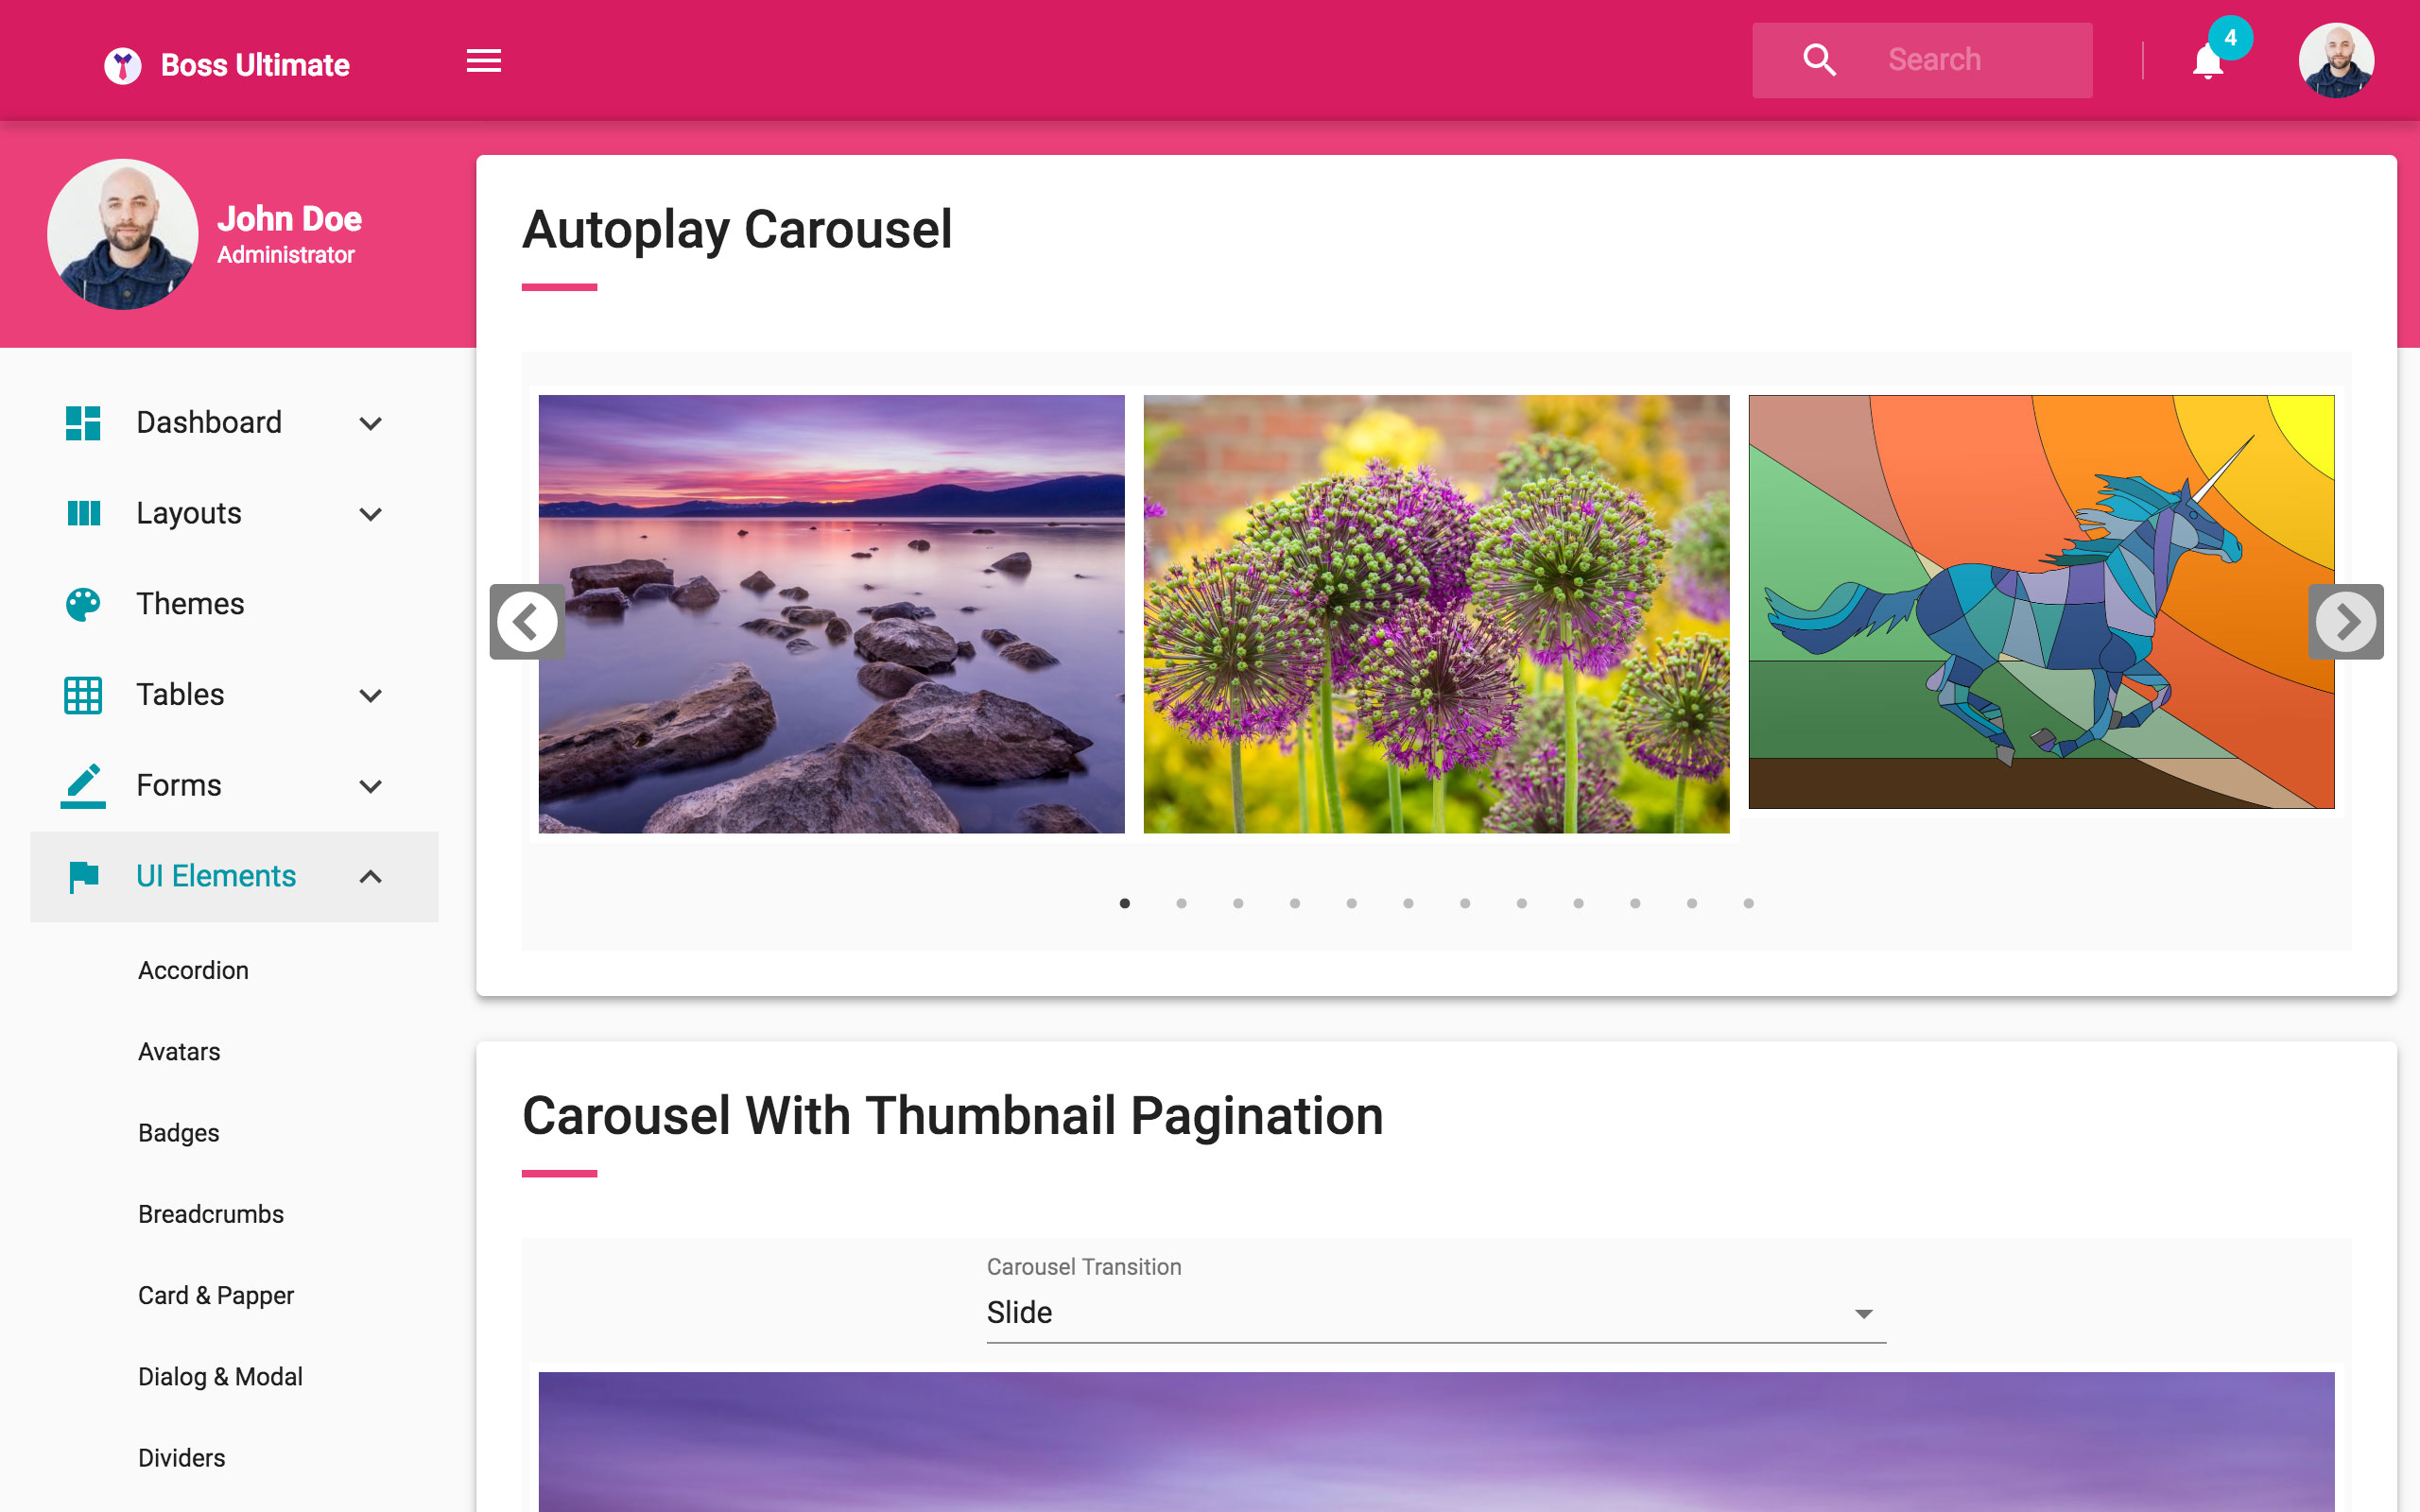 Boss Ultimate
Search
4
John Doe
Administrator
Dashboard
Layouts
Themes
Tables
Forms
UI Elements
Accordion
Avatars
Badges
Breadcrumbs
Card & Papper
Dialog & Modal
Dividers
Autoplay Carousel
Carousel With Thumbnail Pagination
Carousel Transition
Slide